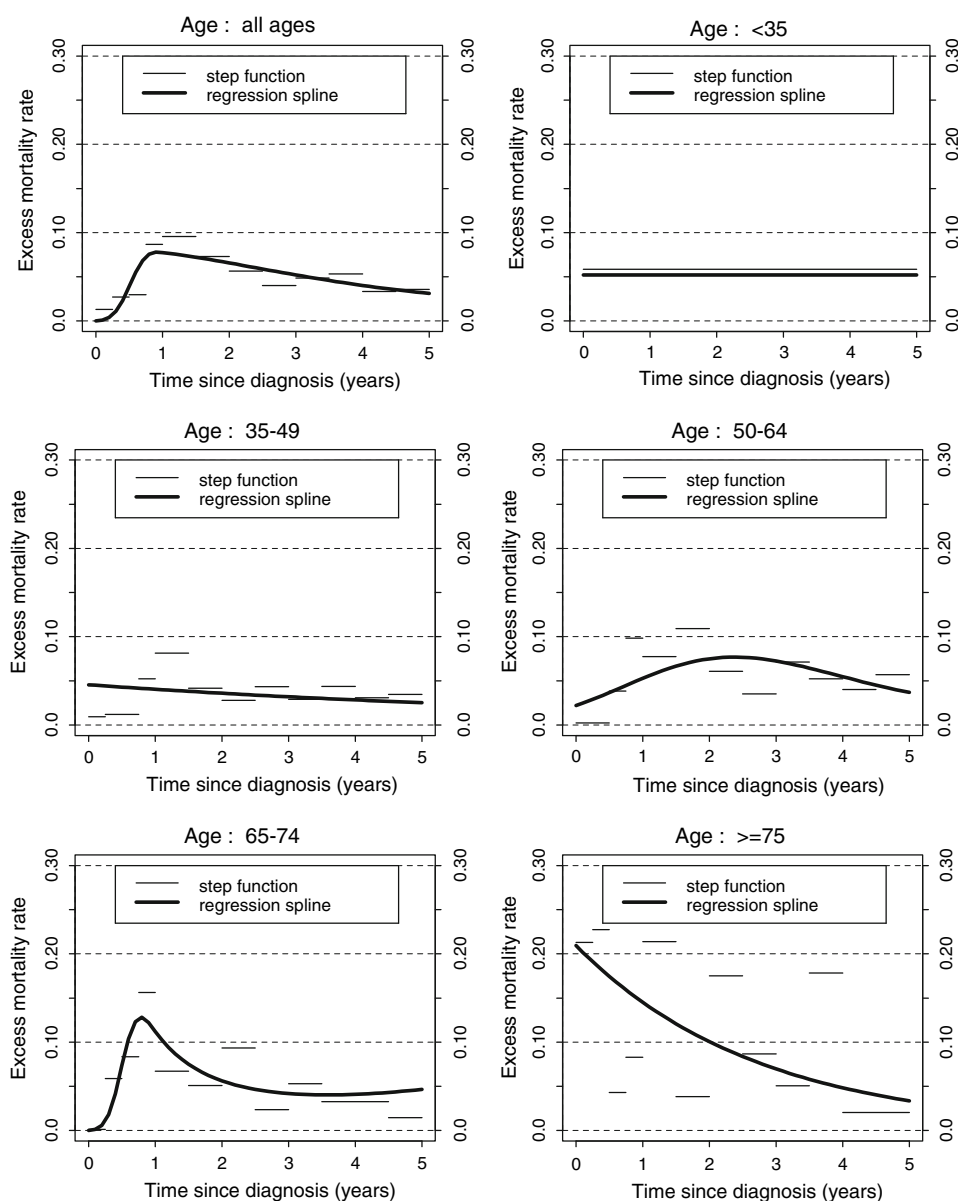 Age : all ages
Excess mortality rate
0.30
0.20
0.10
0.0
step function
regression spline
0.30
0.20
0.10
0.0
0 1 2 3 4 5
Time since diagnosis (years)
Age : <35
Excess mortality rate
0.30
0.20
0.10
0.0
step function
regression spline
0.30
0.20
0.10
0.0
0 1 2 3 4 5
Time since diagnosis (years)
Age : 35-49
Excess mortality rate
0.30
0.20
0.10
0.0
step function
regression spline
0.30
0.20
0.10
0.0
0 1 2 3 4 5
Time since diagnosis (years)
Age : 50-64
Excess mortality rate
0.30
0.20
0.10
0.0
step function
regression spline
0.30
0.20
0.10
0.0
0 1 2 3 4 5
Time since diagnosis (years)
Age : 65-74
Excess mortality rate
0.30
0.20
0.10
0.0
step function
regression spline
0.30
0.20
0.10
0.0
0 1 2 3 4 5
Time since diagnosis (years)
Age : >=75
Excess mortality rate
0.30
0.20
0.10
0.0
step function
regression spline
0.30
0.20
0.10
0.0
0 1 2 3 4 5
Time since diagnosis (years)